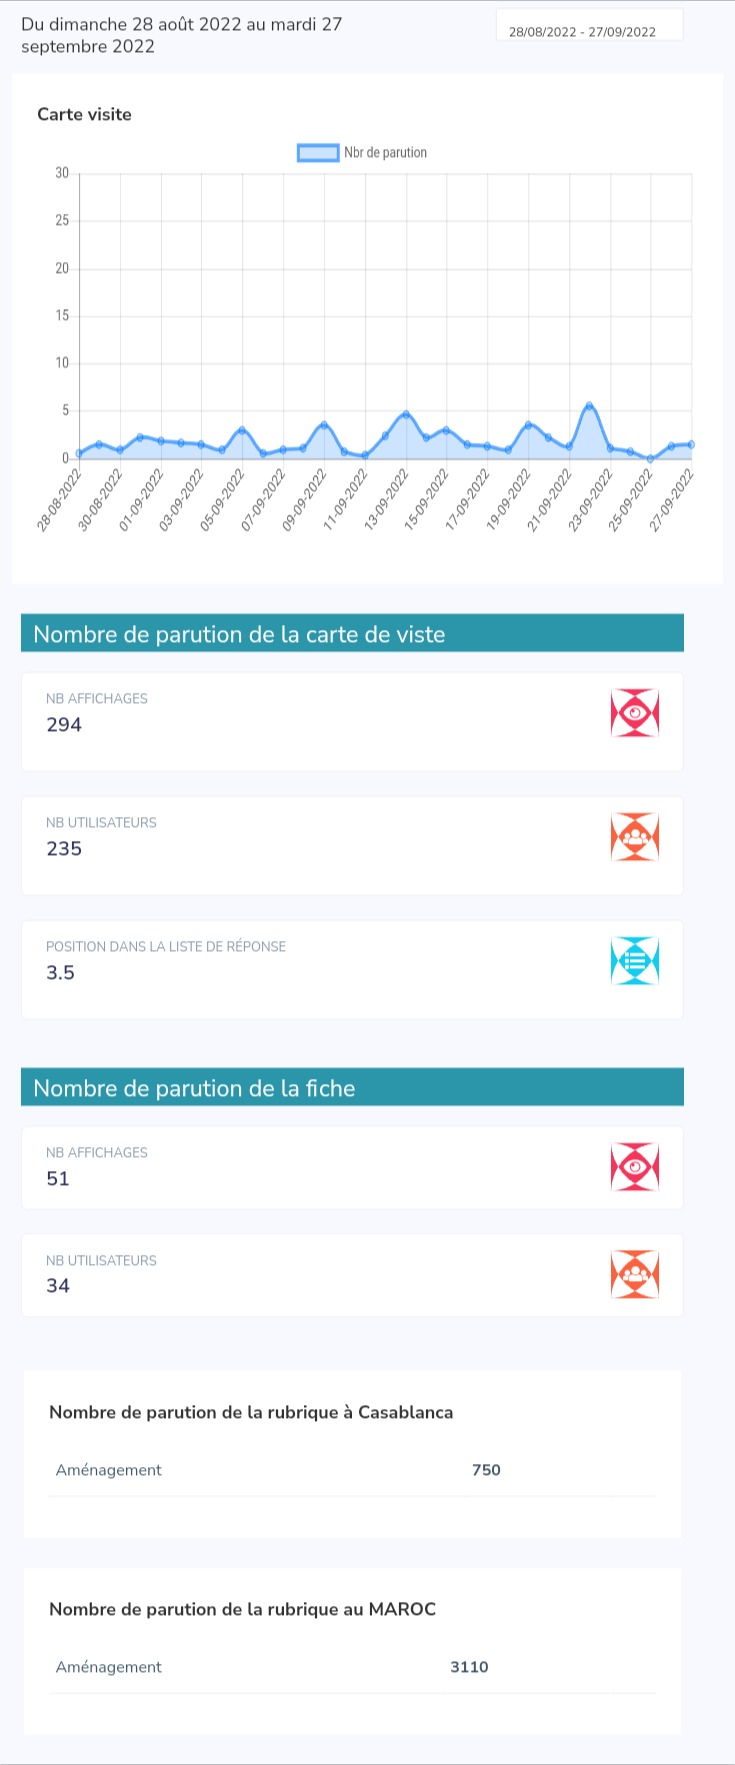 Du dimanche 28 août 2022 au mardi 27
septembre 2022
28/08/2022 - 27/09/2022
Carte visite
Nbr de parution
30
25
20
15
10
5
0
28-08-2022
30-08-2022
01-09-2022
03-09-2022
05-09-2022
07-09-2022
09-09-2022
11-09-2022
13-09-2022
15-09-2022
17-09-2022
19-09-2022
21-09-2022
23-09-2022
25-09-2022
27-09-2022
Nombre de parution de la carte de viste
NB AFFICHAGES
294
NB UTILISATEURS
235
POSITION DANS LA LISTE DE RÉPONSE
3.5
Nombre de parution de la fiche
NB AFFICHAGES
51
NB UTILISATEURS
34
Nombre de parution de la rubrique à Casablanca
Aménagement 750
Nombre de parution de la rubrique au MAROC
Aménagement 3110